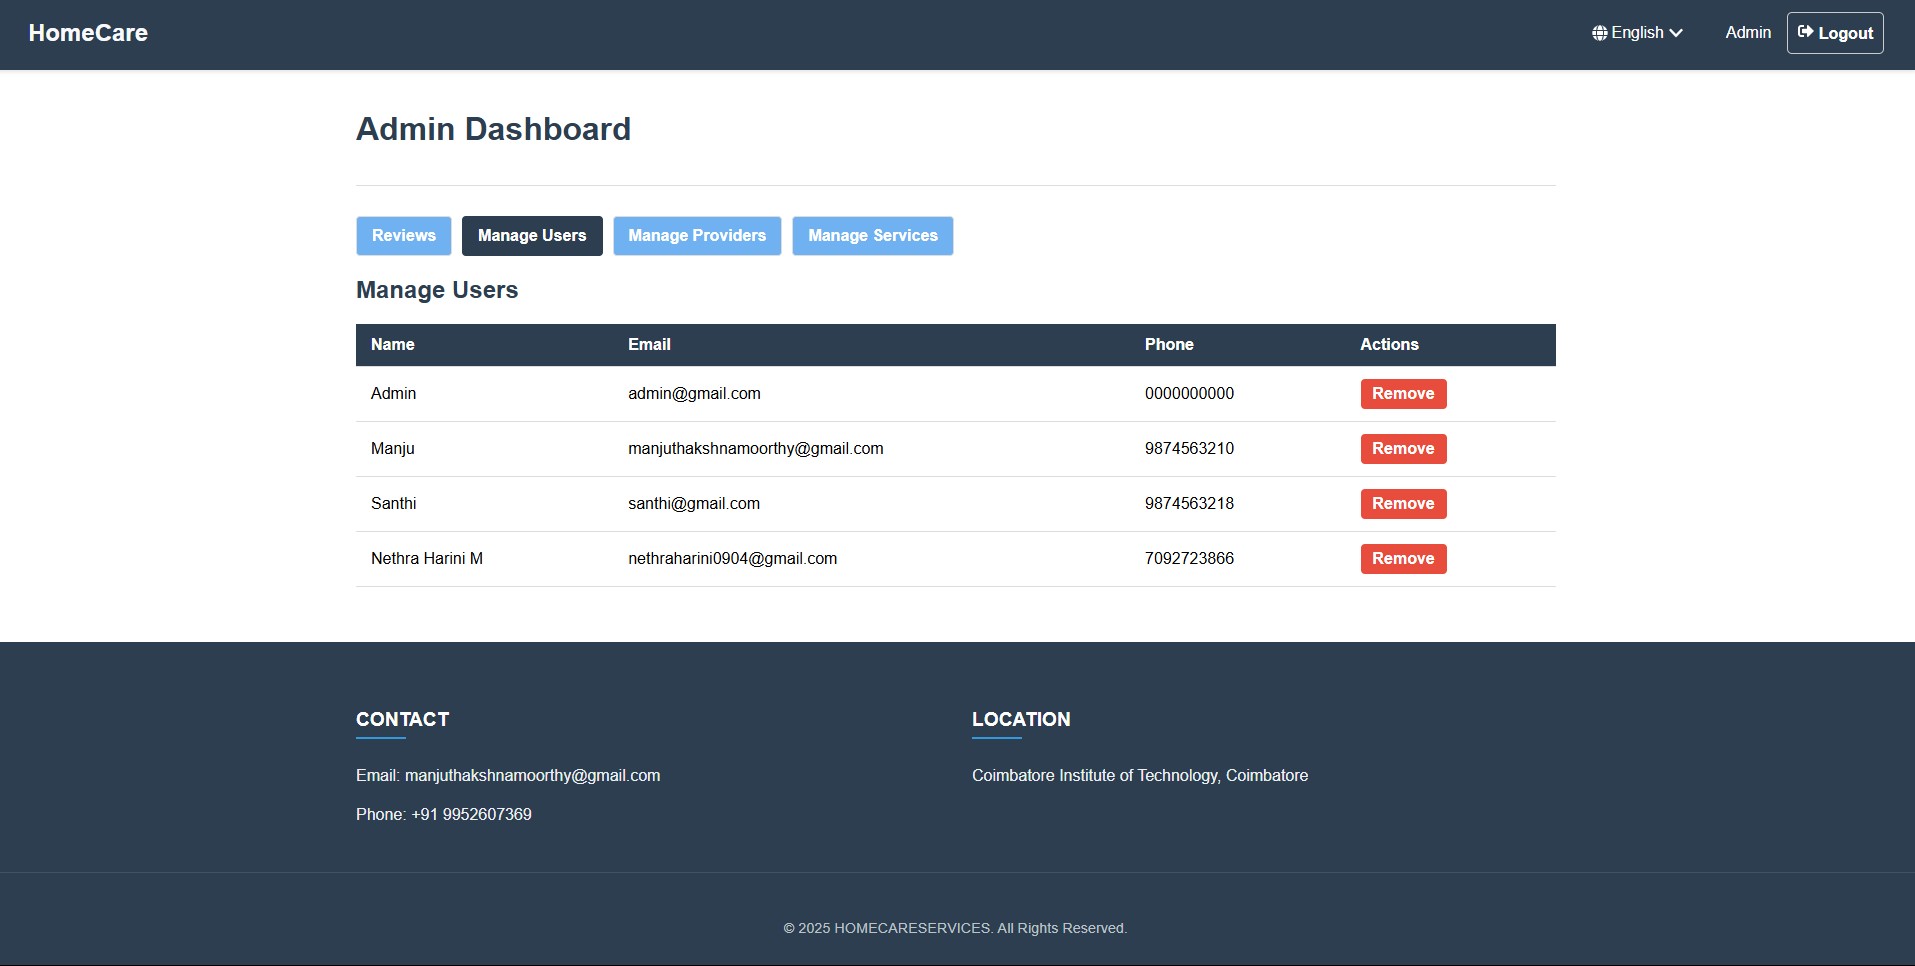 HomeCare English Admin Logout
Admin Dashboard
Reviews Manage Users Manage Providers Manage Services
Manage Users
Name Email Phone Actions
Admin admin@gmail.com 0000000000 Remove
Manju manjuthakshnamoorthy@gmail.com 9874563210 Remove
Santhi santhi@gmail.com 9874563218 Remove
Nethra Harini M nethraharini0904@gmail.com 7092723866 Remove
CONTACT LOCATION
Email: manjuthakshnamoorthy@gmail.com Coimbatore Institute of Technology, Coimbatore
Phone: +91 9952607369
© 2025 HOMECARESERVICES. All Rights Reserved.